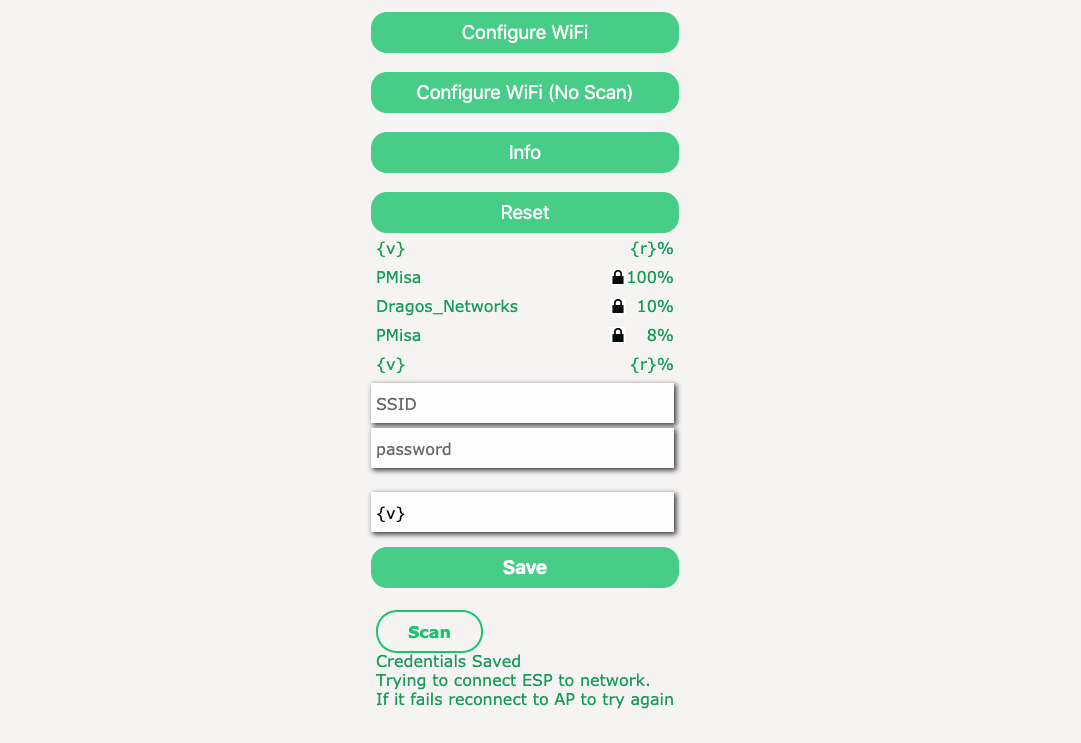 Configure WiFi
Configure WiFi (No Scan)
Info
Reset
{v} {r}%
PMisa 100%
Dragos_Networks 10%
PMisa 8%
{v} {r}%
SSID
password
{v}
Save
Scan
Credentials Saved
Trying to connect ESP to network.
If it fails reconnect to AP to try again